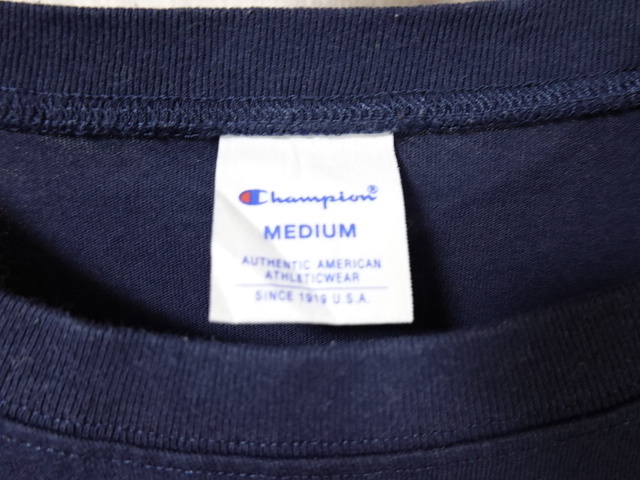 Champion®
MEDIUM
AUTHENTIC AMERICAN
ATHLETICWEAR
SINCE 1919 U.S.A.